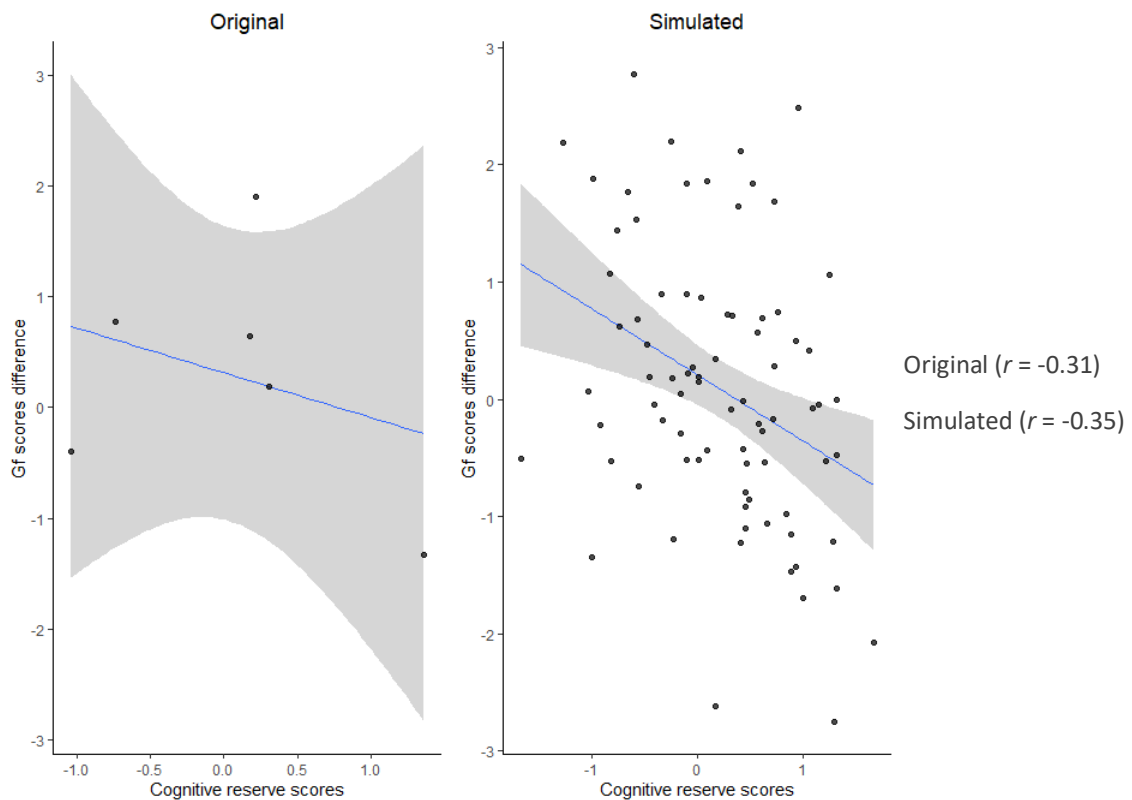 Original
Simulated
3
2
1
0
-1
-2
-3
Gf scores difference
-1.0 -0.5 0.0 0.5 1.0
Cognitive reserve scores
3
2
1
0
-1
-2
-3
Gf scores difference
-1 0 1
Cognitive reserve scores
Original (r = -0.31)
Simulated (r = -0.35)